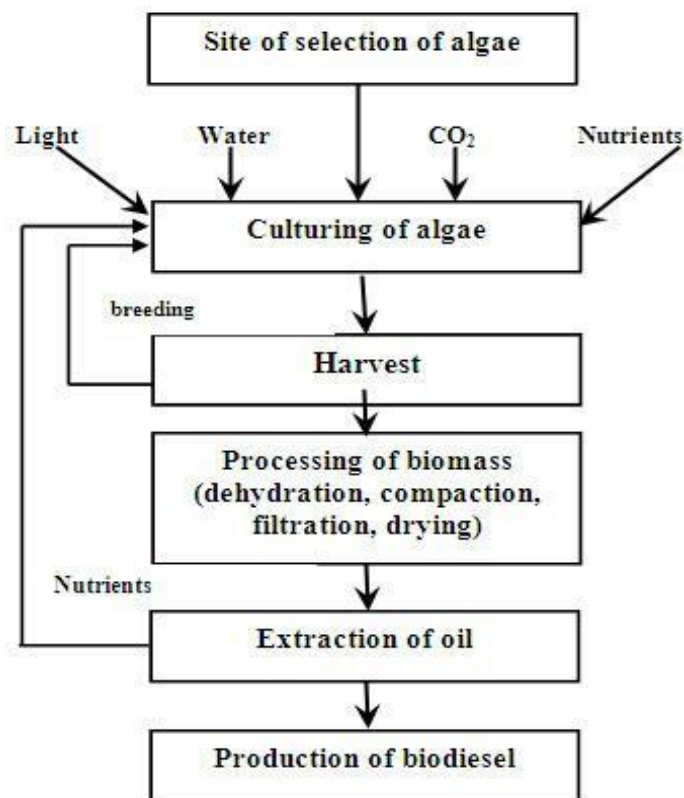 Site of selection of algae
Light
Water
CO₂
Nutrients
Culturing of algae
breeding
Harvest
Processing of biomass
(dehydration, compaction,
filtration, drying)
Nutrients
Extraction of oil
Production of biodiesel